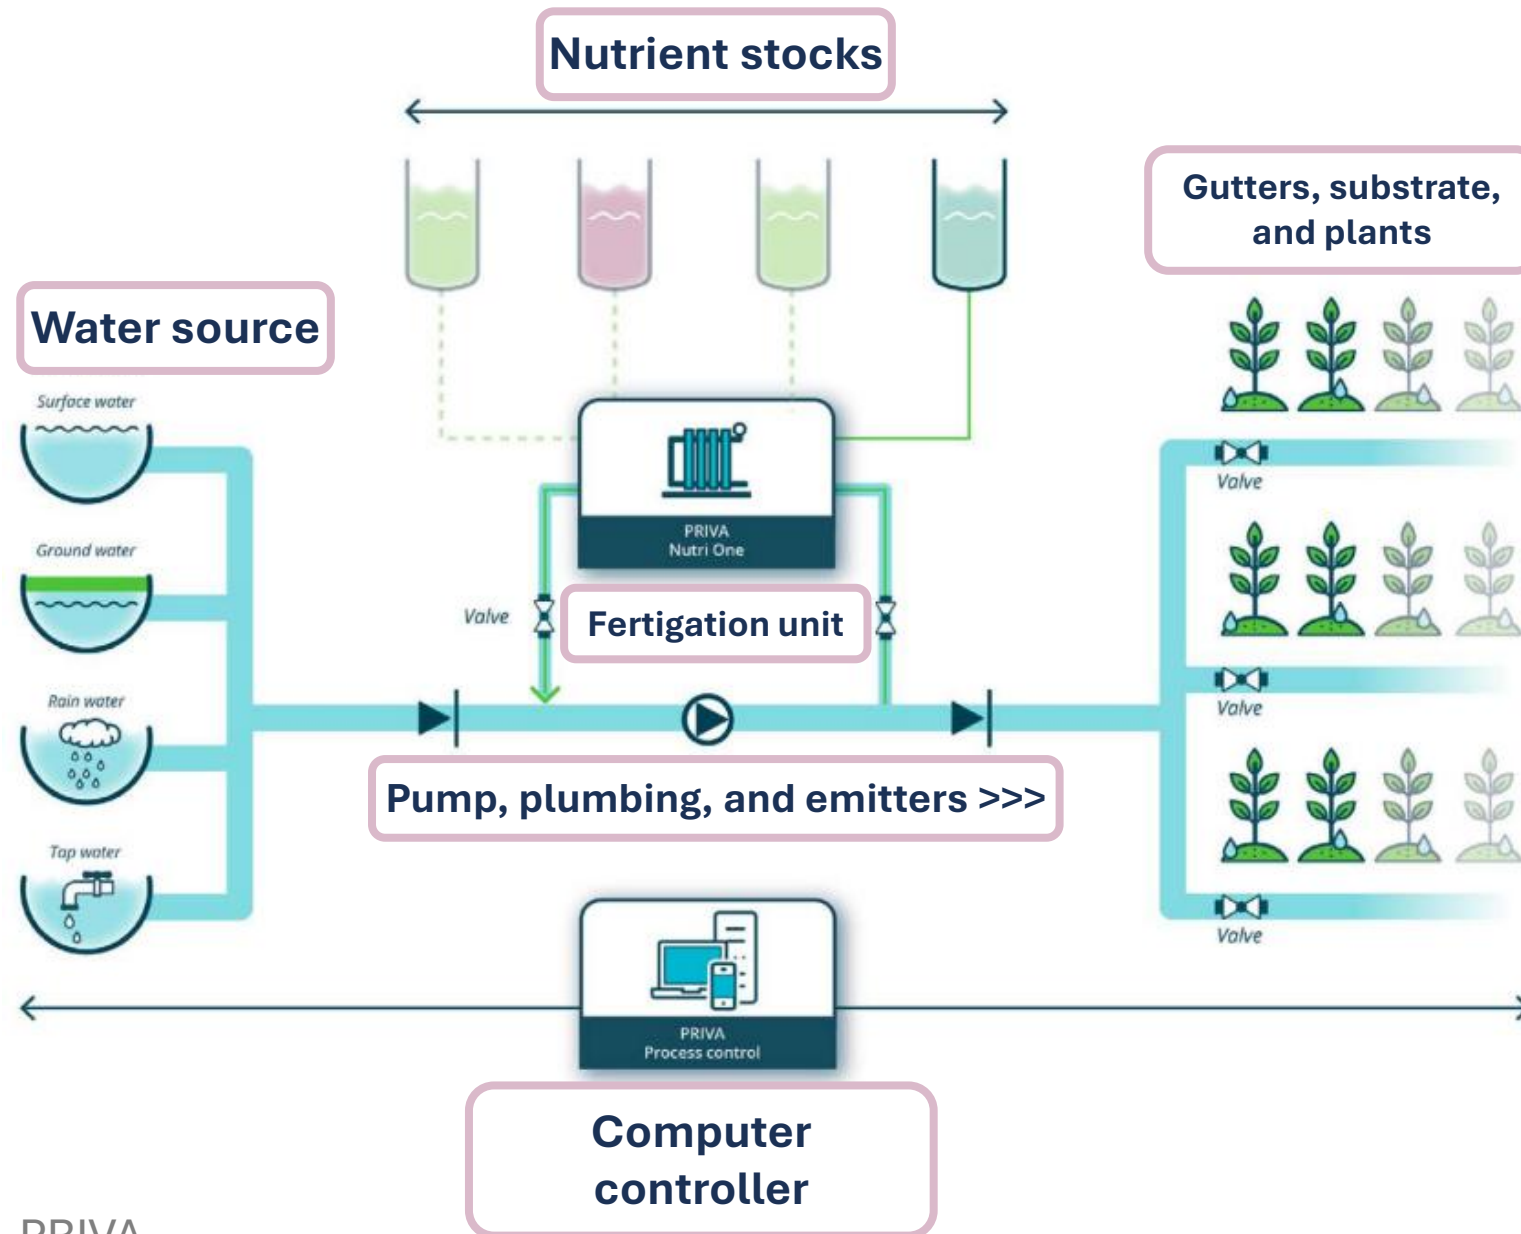 Nutrient stocks
Gutters, substrate,
and plants
Water source
Surface water
Ground water
Rain water
Tap water
PRIVA
Nutri One
Valve
Fertigation unit
Valve
Valve
Valve
Pump, plumbing, and emitters >>>
PRIVA
Process control
Computer
controller
PRIVA